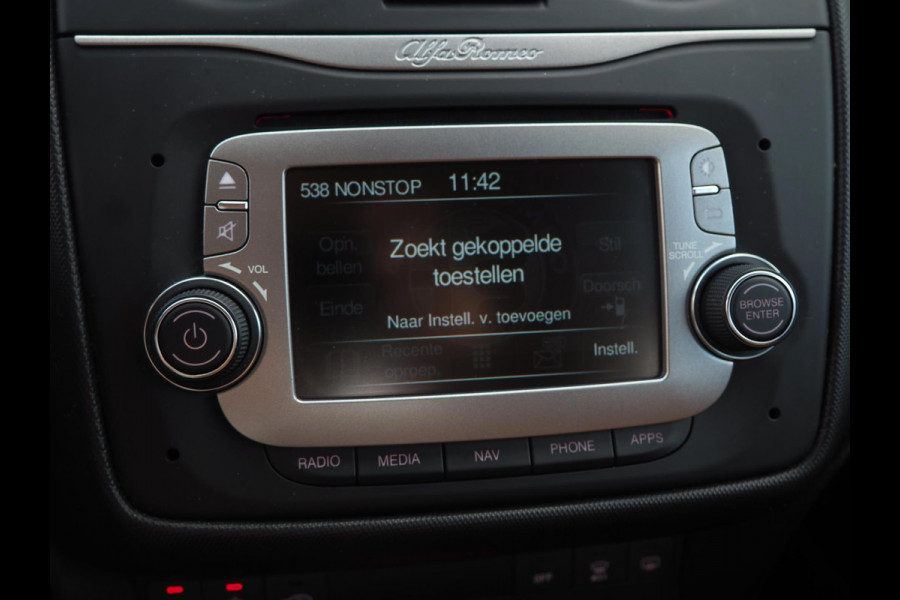 Alfa Romeo
538 NONSTOP 11:42
Opn.
bellen
Stil
Zoekt gekoppelde
toestellen
Doorsch.
Einde
Naar Instell. v. toevoegen
Recente
oproep.
Instell.
VOL
TUNE
SCROLL
BROWSE
ENTER
RADIO MEDIA NAV PHONE APPS
OFF